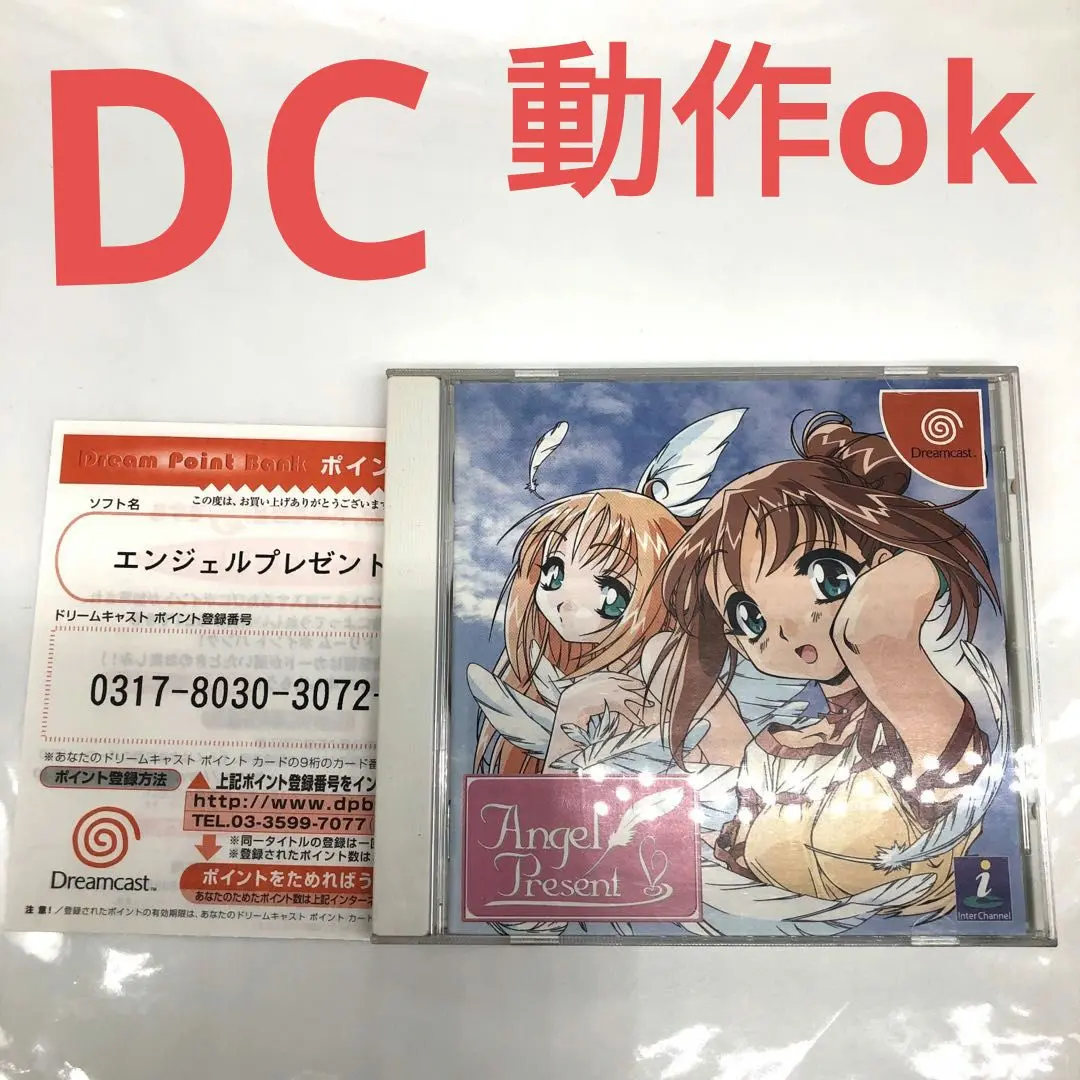 DC 動作ok
Dream Point Bank ポイン
ソフト名
この度は、お買い上げありがとうございます
エンジェルプレゼント
ドリームキャスト ポイント登録番号
0317-8030-3072-
※あなたのドリームキャスト ポイント カードの9桁のカード番
ポイント登録方法
上記ポイント登録番号をイン
http://www.dpb
TEL.03-3599-7077
※同一タイトルの登録は一回
※登録されたポイント数は、
ポイントをためればう
あなたのためたポイント数は上記インターネ
Dreamcast™
注意!/登録されたポイントの有効期限は、あなたのドリームキャスト ポイント カード
Dreamcast™
Angel
Present
i
Inter Channel